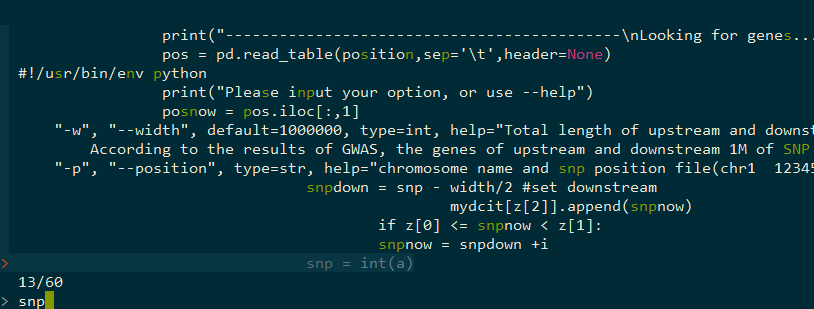 print("--------------------------------------------\nLooking for genes...
pos = pd.read_table(position,sep='\t',header=None)
#!/usr/bin/env python
print("Please input your option, or use --help")
posnow = pos.iloc[:,1]
"-w", "--width", default=1000000, type=int, help="Total length of upstream and downst
According to the results of GWAS, the genes of upstream and downstream 1M of SNP
"-p", "--position", type=str, help="chromosome name and snp position file(chr1  12345
snpdown = snp - width/2 #set downstream
mydcit[z[2]].append(snpnow)
if z[0] <= snpnow < z[1]:
snpnow = snpdown +i
> snp = int(a)
13/60
> snp